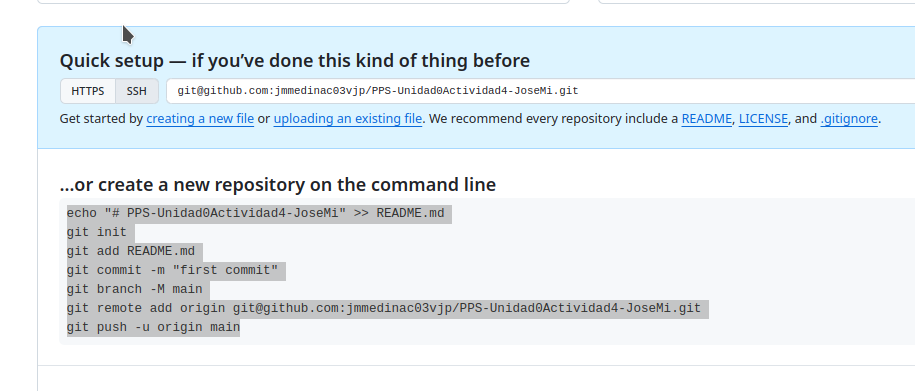 Quick setup — if you’ve done this kind of thing before
HTTPS SSH git@github.com:jmmedinac03vjp/PPS-Unidad0Actividad4-JoseMi.git
Get started by creating a new file or uploading an existing file. We recommend every repository include a README, LICENSE, and .gitignore.
…or create a new repository on the command line
echo "# PPS-Unidad0Actividad4-JoseMi" >> README.md
git init
git add README.md
git commit -m "first commit"
git branch -M main
git remote add origin git@github.com:jmmedinac03vjp/PPS-Unidad0Actividad4-JoseMi.git
git push -u origin main